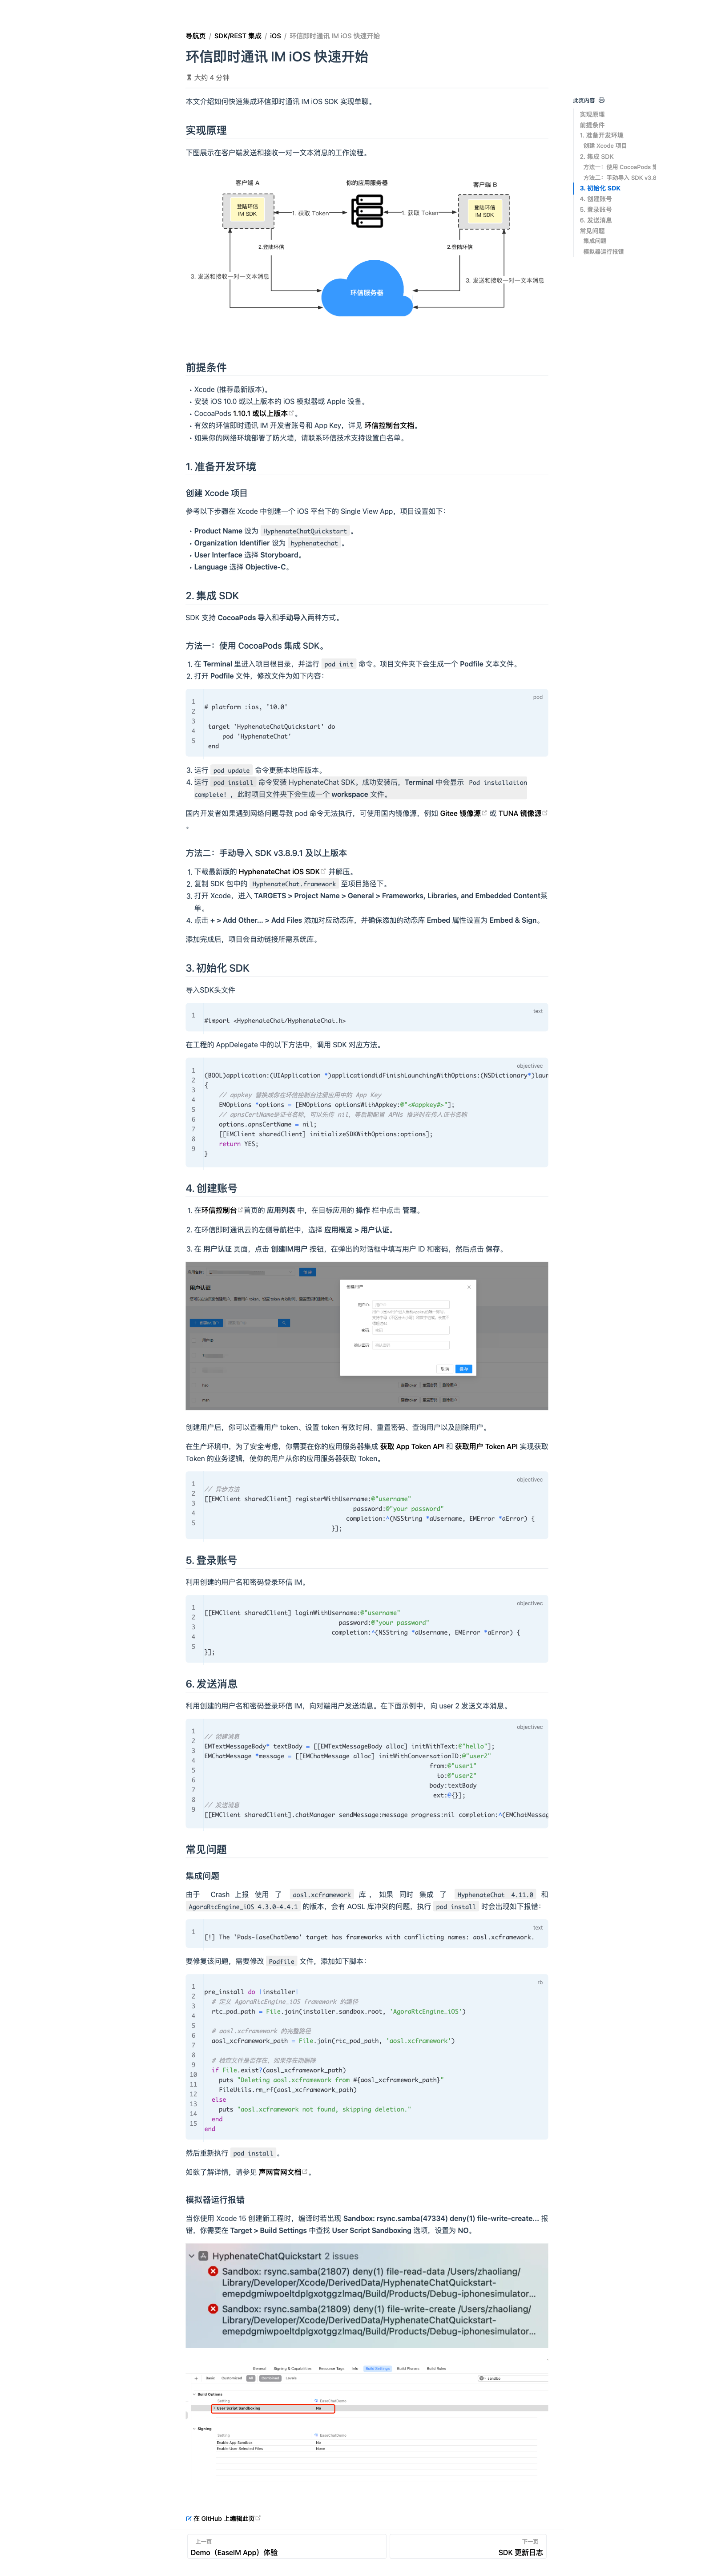 导航页 / SDK/REST 集成 / iOS / 环信即时通讯 IM iOS 快速开始
环信即时通讯 IM iOS 快速开始
大约 4 分钟
此页内容
实现原理
前提条件
1. 准备开发环境
创建 Xcode 项目
2. 集成 SDK
方法一：使用 CocoaPods
方法二：手动导入 SDK v3.8
3. 初始化 SDK
4. 创建账号
5. 登录账号
6. 发送消息
常见问题
集成问题
模拟器运行报错
本文介绍如何快速集成环信即时通讯 IM iOS SDK 实现单聊。
实现原理
下图展示在客户端发送和接收一对一文本消息的工作流程。
客户端 A
你的应用服务器
客户端 B
登陆环信
IM SDK
1. 获取 Token
1. 获取 Token
登陆环信
IM SDK
2.登陆环信
2.登陆环信
3. 发送和接收一对一文本消息
3. 发送和接收一对一文本消息
环信服务器
前提条件
• Xcode (推荐最新版本)。
• 安装 iOS 10.0 或以上版本的 iOS 模拟器或 Apple 设备。
• CocoaPods 1.10.1 或以上版本。
• 有效的环信即时通讯 IM 开发者账号和 App Key，详见 环信控制台文档。
• 如果你的网络环境部署了防火墙，请联系环信技术支持设置白名单。
1. 准备开发环境
创建 Xcode 项目
参考以下步骤在 Xcode 中创建一个 iOS 平台下的 Single View App，项目设置如下：
• Product Name 设为 HyphenateChatQuickstart。
• Organization Identifier 设为 hyphenatechat。
• User Interface 选择 Storyboard。
• Language 选择 Objective-C。
2. 集成 SDK
SDK 支持 CocoaPods 导入和手动导入两种方式。
方法一：使用 CocoaPods 集成 SDK。
1. 在 Terminal 里进入项目根目录，并运行 pod init 命令。项目文件夹下会生成一个 Podfile 文本文件。
2. 打开 Podfile 文件，修改文件为如下内容：
pod
1
2 # platform :ios, '10.0'
3
4 target 'HyphenateChatQuickstart' do
5 pod 'HyphenateChat'
end
3. 运行 pod update 命令更新本地库版本。
4. 运行 pod install 命令安装 HyphenateChat SDK。成功安装后，Terminal 中会显示 Pod installation
complete!，此时项目文件夹下会生成一个 workspace 文件。
国内开发者如果遇到网络问题导致 pod 命令无法执行，可使用国内镜像源，例如 Gitee 镜像源 或 TUNA 镜像源
。
方法二：手动导入 SDK v3.8.9.1 及以上版本
1. 下载最新版的 HyphenateChat iOS SDK 并解压。
2. 复制 SDK 包中的 HyphenateChat.framework 至项目路径下。
3. 打开 Xcode，进入 TARGETS > Project Name > General > Frameworks, Libraries, and Embedded Content菜
单。
4. 点击 + > Add Other… > Add Files 添加对应动态库，并确保添加的动态库 Embed 属性设置为 Embed & Sign。
添加完成后，项目会自动链接所需系统库。
3. 初始化 SDK
导入SDK头文件
text
1
#import <HyphenateChat/HyphenateChat.h>
在工程的 AppDelegate 中的以下方法中，调用 SDK 对应方法。
objectivec
1
2 (BOOL)application:(UIApplication *)applicationdidFinishLaunchingWithOptions:(NSDictionary*)laun
3 {
4 // appkey 替换成你在环信控制台注册应用中的 App Key
5 EMOptions *options = [EMOptions optionsWithAppkey:@"<#appkey#>"];
6 // apnsCertName是证书名称，可以先传 nil，等后期配置 APNs 推送时在传入证书名称
7 options.apnsCertName = nil;
8 [[EMClient sharedClient] initializeSDKWithOptions:options];
9 return YES;
}
4. 创建账号
1. 在环信控制台首页的 应用列表 中，在目标应用的 操作 栏中点击 管理。
2. 在环信即时通讯云的左侧导航栏中，选择 应用概览 > 用户认证。
3. 在 用户认证 页面，点击 创建IM用户 按钮，在弹出的对话框中填写用户 ID 和密码，然后点击 保存。
用户认证
创建用户
创建用户后，你可以查看用户 token、设置 token 有效时间、重置密码、查询用户以及删除用户。
在生产环境中，为了安全考虑，你需要在你的应用服务器集成 获取 App Token API 和 获取用户 Token API 实现获取
Token 的业务逻辑，使你的用户从你的应用服务器获取 Token。
objectivec
1
2 // 异步方法
3 [[EMClient sharedClient] registerWithUsername:@"username"
4 password:@"your password"
5 completion:^(NSString *aUsername, EMError *aError) {
}];
5. 登录账号
利用创建的用户名和密码登录环信 IM。
objectivec
1
2 [[EMClient sharedClient] loginWithUsername:@"username"
3 password:@"your password"
4 completion:^(NSString *aUsername, EMError *aError) {
5
}];
6. 发送消息
利用创建的用户名和密码登录环信 IM，向对端用户发送消息。在下面示例中，向 user 2 发送文本消息。
objectivec
1
2 // 创建消息
3 EMTextMessageBody* textBody = [[EMTextMessageBody alloc] initWithText:@"hello"];
4 EMChatMessage *message = [[EMChatMessage alloc] initWithConversationID:@"user2"
5 from:@"user1"
6 to:@"user2"
7 body:textBody
8 ext:@{}];
9 // 发送消息
[[EMClient sharedClient].chatManager sendMessage:message progress:nil completion:^(EMChatMessag
常见问题
集成问题
由于 Crash 上报 使用 了 aosl.xcframework 库，如果 同时 集成 了 HyphenateChat 4.11.0 和
AgoraRtcEngine_iOS 4.3.0-4.4.1 的版本，会有 AOSL 库冲突的问题，执行 pod install 时会出现如下报错：
text
1
[!] The 'Pods-EaseChatDemo' target has frameworks with conflicting names: aosl.xcframework.
要修复该问题，需要修改 Podfile 文件，添加如下脚本：
rb
1
2 pre_install do |installer|
3 # 定义 AgoraRtcEngine_iOS framework 的路径
4 rtc_pod_path = File.join(installer.sandbox.root, 'AgoraRtcEngine_iOS')
5
6 # aosl.xcframework 的完整路径
7 aosl_xcframework_path = File.join(rtc_pod_path, 'aosl.xcframework')
8
9 # 检查文件是否存在，如果存在则删除
10 if File.exist?(aosl_xcframework_path)
11 puts "Deleting aosl.xcframework from #{aosl_xcframework_path}"
12 FileUtils.rm_rf(aosl_xcframework_path)
13 else
14 puts "aosl.xcframework not found, skipping deletion."
15 end
end
然后重新执行 pod install。
如欲了解详情，请参见 声网官网文档。
模拟器运行报错
当你使用 Xcode 15 创建新工程时，编译时若出现 Sandbox: rsync.samba(47334) deny(1) file-write-create... 报
错，你需要在 Target > Build Settings 中查找 User Script Sandboxing 选项，设置为 NO。
HyphenateChatQuickstart 2 issues
Sandbox: rsync.samba(21807) deny(1) file-read-data /Users/zhaoliang/
Library/Developer/Xcode/DerivedData/HyphenateChatQuickstart-
emepdgmiwpoeltdplgxotggzlmaq/Build/Products/Debug-iphonesimulator...
Sandbox: rsync.samba(21809) deny(1) file-write-create /Users/zhaoliang/
Library/Developer/Xcode/DerivedData/HyphenateChatQuickstart-
emepdgmiwpoeltdplgxotggzlmaq/Build/Products/Debug-iphonesimulator...
General Signing & Capabilities Resource Tags Info Build Settings Build Phases Build Rules
+ Basic Customized All Combined Levels sandbo
Build Options
Setting EaseChatDemo
User Script Sandboxing No
Signing
Setting EaseChatDemo
Enable App Sandbox No
Enable User Selected Files None
在 GitHub 上编辑此页
上一页
Demo（EaseIM App）体验
下一页
SDK 更新日志